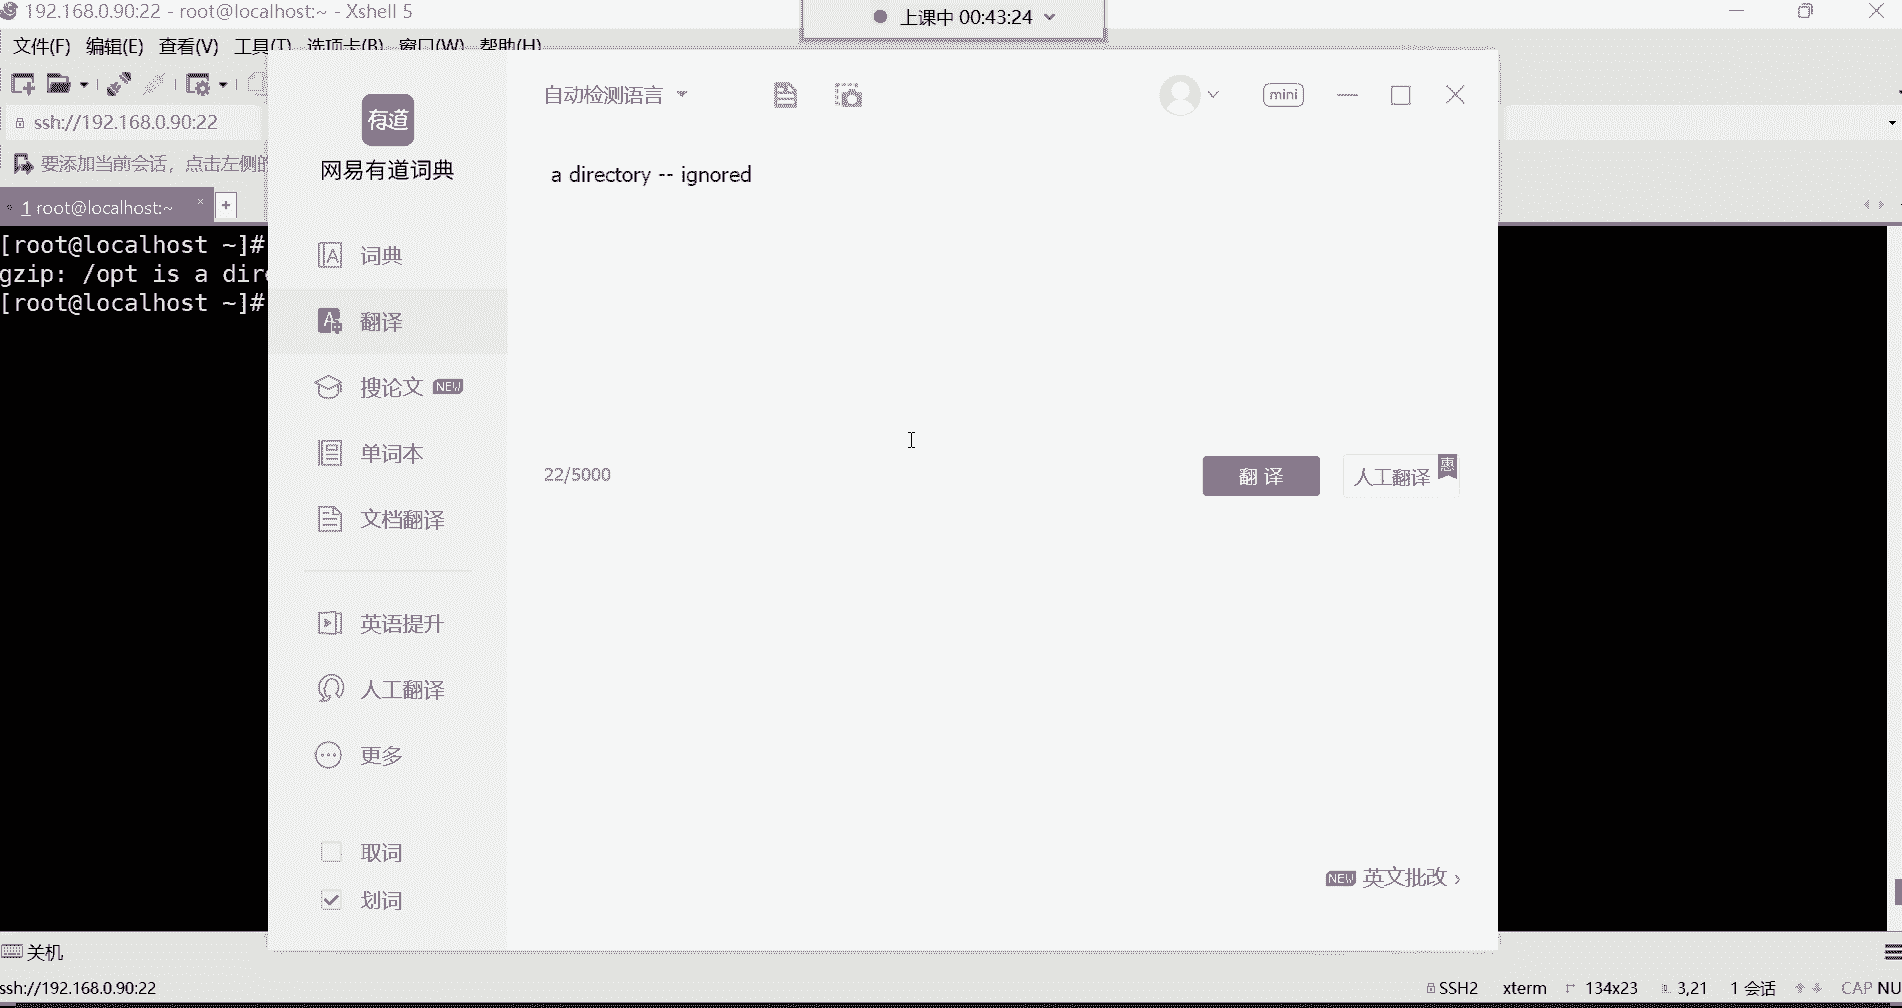 192.168.0.90:22 - root@localhost:~ - Xshell 5
上课中 00:43:24
文件(F) 编辑(E) 查看(V) 工具(T) 选项卡(B) 窗口(W) 帮助(H)
ssh://192.168.0.90:22
要添加当前会话，点击左侧的
1 root@localhost:~
[root@localhost ~]#
gzip: /opt is a dire
[root@localhost ~]#
有道
网易有道词典
词典
翻译
搜论文 NEW
单词本
文档翻译
英语提升
人工翻译
更多
取词
划词
自动检测语言
mini
a directory -- ignored
22/5000
翻 译
人工翻译 惠
NEW 英文批改 ›
关机
ssh://192.168.0.90:22
SSH2 xterm 134x23 3,21 1 会话 CAP NU